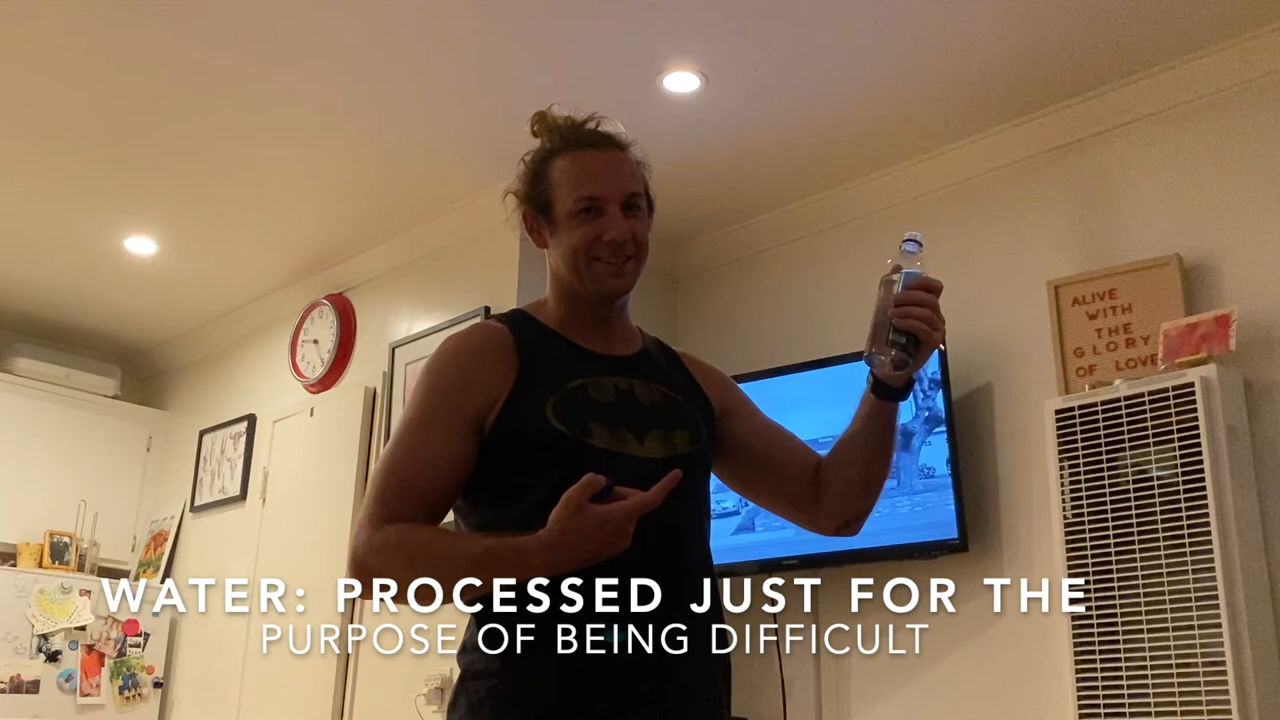 ALIVE
WITH
THE
GLORY
OF LOVE
WATER: PROCESSED JUST FOR THE
PURPOSE OF BEING DIFFICULT